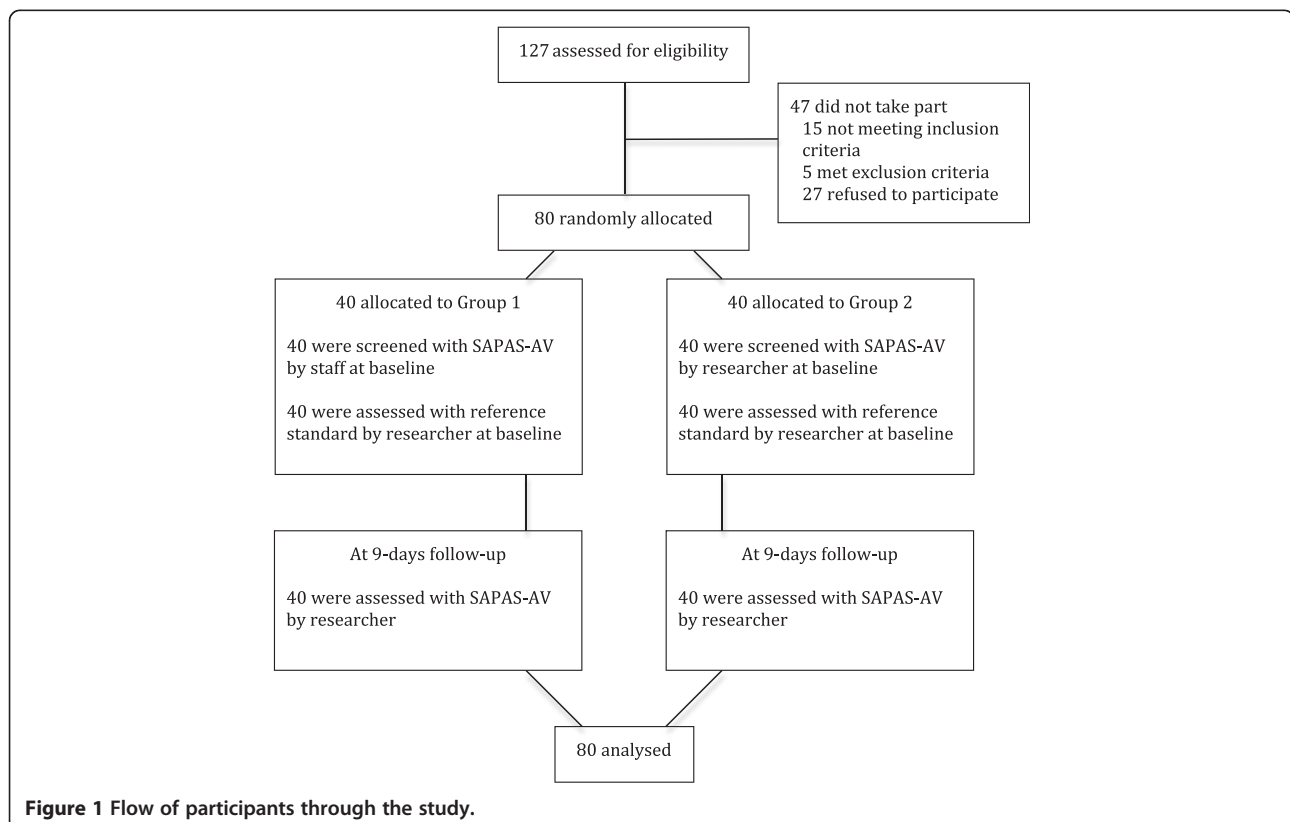 127 assessed for eligibility
47 did not take part
15 not meeting inclusion
criteria
5 met exclusion criteria
27 refused to participate
80 randomly allocated
40 allocated to Group 1
40 were screened with SAPAS-AV
by staff at baseline
40 were assessed with reference
standard by researcher at baseline
40 allocated to Group 2
40 were screened with SAPAS-AV
by researcher at baseline
40 were assessed with reference
standard by researcher at baseline
At 9-days follow-up
40 were assessed with SAPAS-AV
by researcher
At 9-days follow-up
40 were assessed with SAPAS-AV
by researcher
80 analysed
Figure 1 Flow of participants through the study.